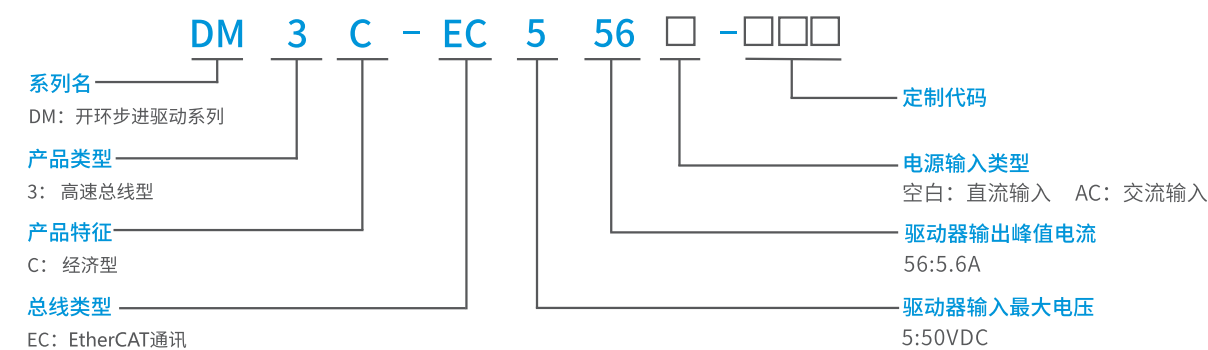 DM 3 C - EC 5 56 □ - □□□
系列名
DM：开环步进驱动系列
产品类型
3： 高速总线型
产品特征
C： 经济型
总线类型
EC：EtherCAT通讯
定制代码
电源输入类型
空白：直流输入 AC：交流输入
驱动器输出峰值电流
56:5.6A
驱动器输入最大电压
5:50VDC